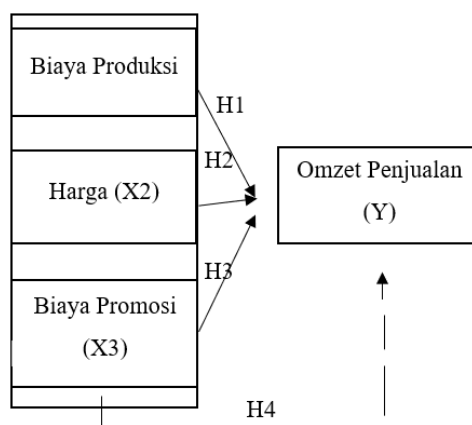 Biaya Produksi
H1
H2
Harga (X2)
Omzet Penjualan
(Y)
H3
Biaya Promosi
(X3)
H4